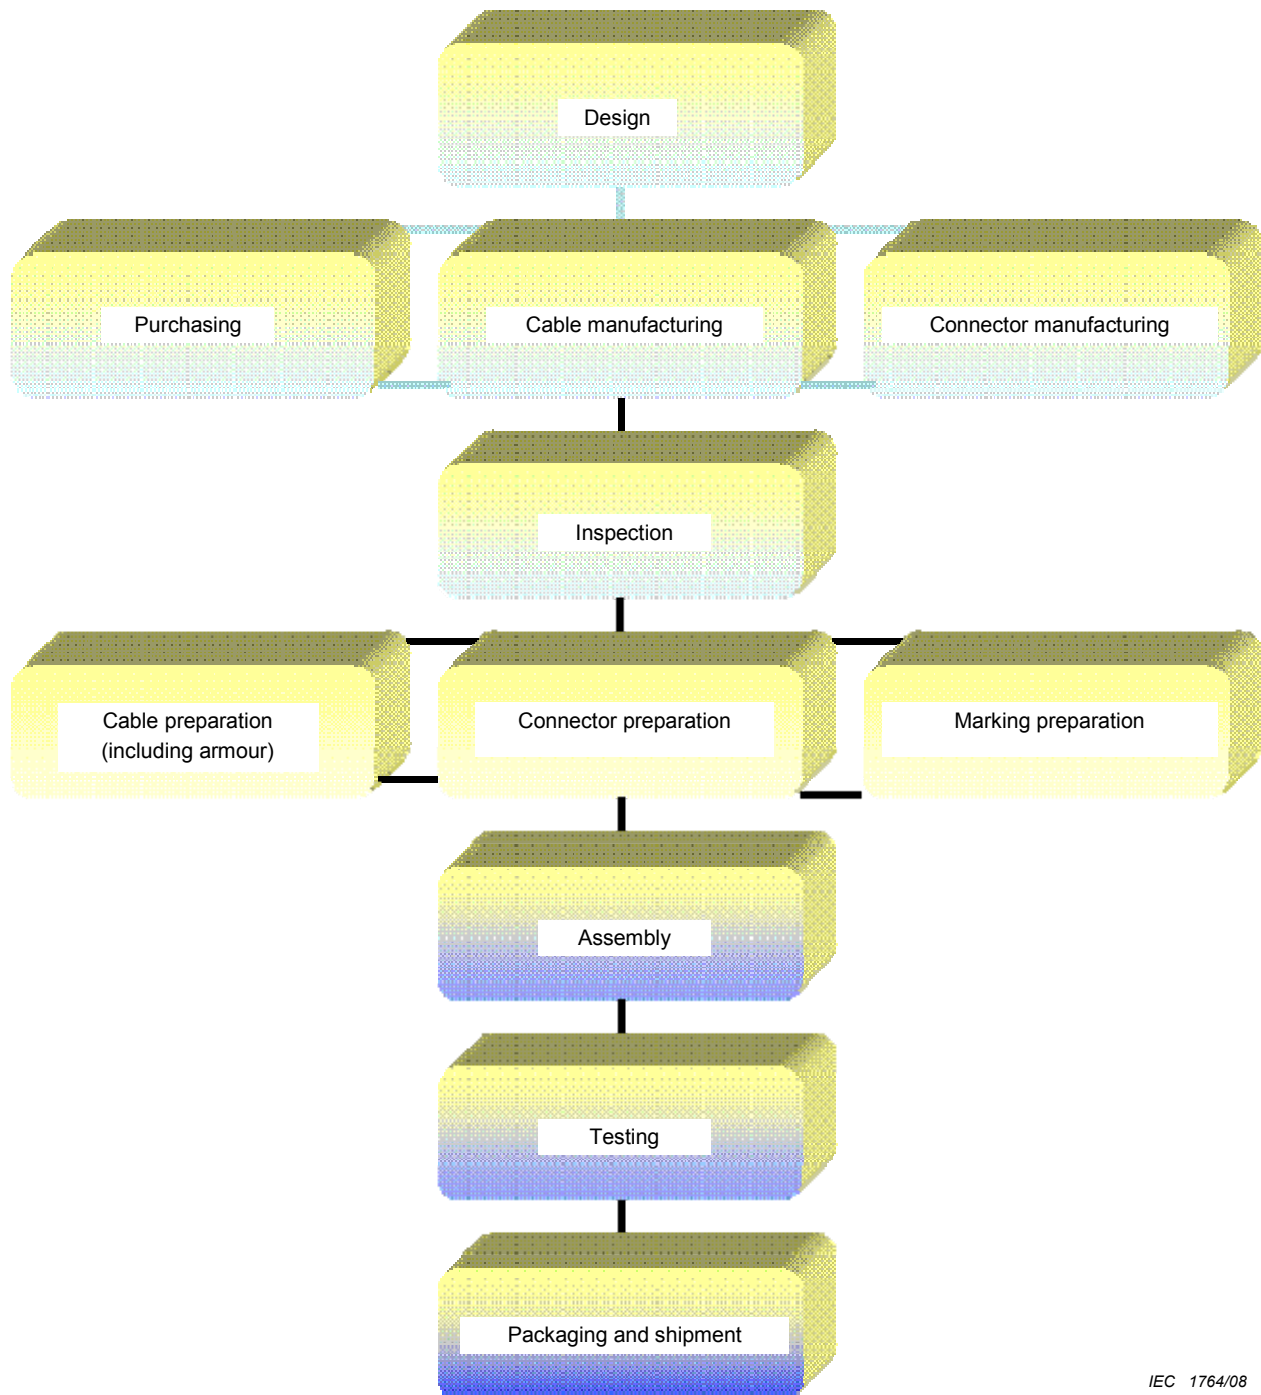 Design
Purchasing
Cable manufacturing
Connector manufacturing
Inspection
Cable preparation
(including armour)
Connector preparation
Marking preparation
Assembly
Testing
Packaging and shipment
IEC 1764/08